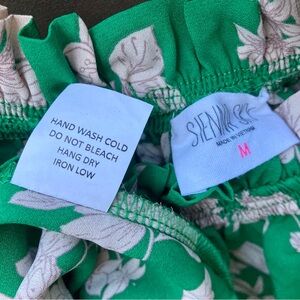 HAND WASH COLD
DO NOT BLEACH
HANG DRY
IRON LOW
MADE IN VIETNAM
M